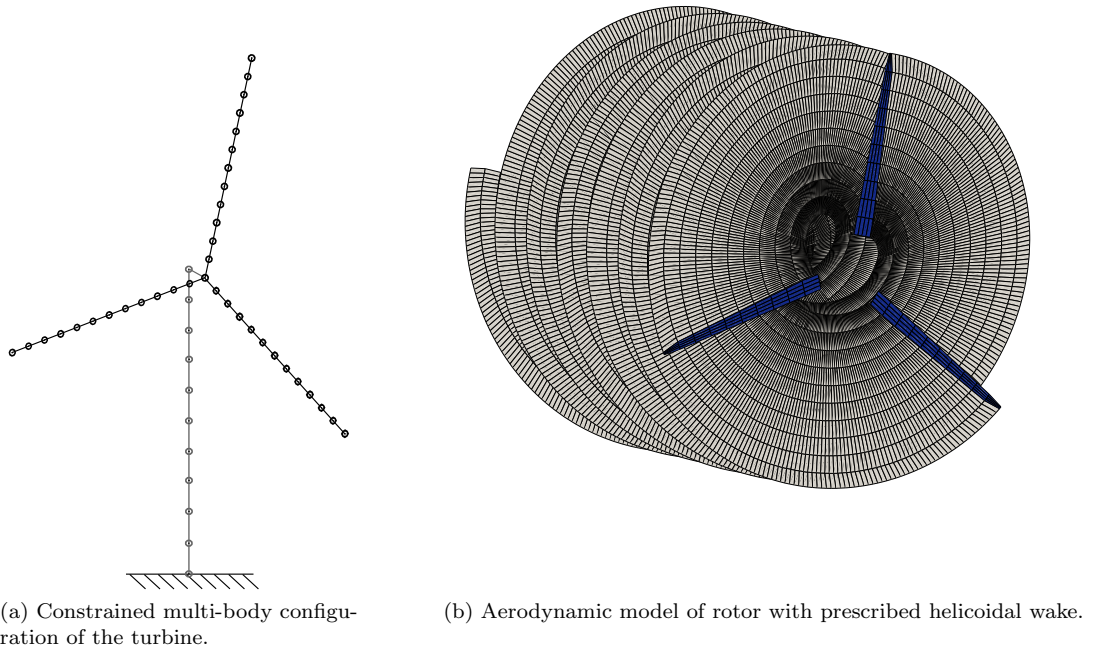 (a) Constrained multi-body configu-
ration of the turbine.
(b) Aerodynamic model of rotor with prescribed helicoidal wake.